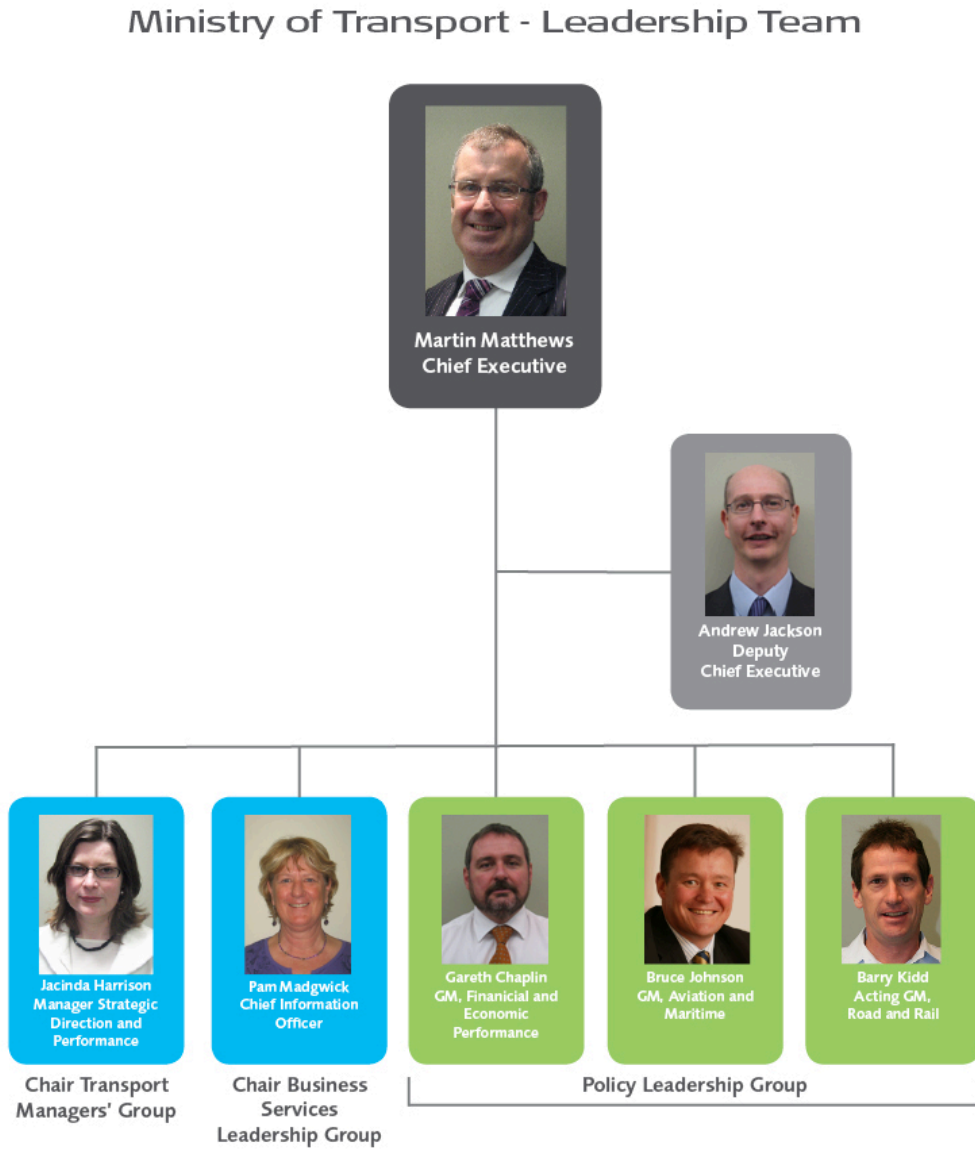 Ministry of Transport - Leadership Team
Martin Matthews
Chief Executive
Andrew Jackson
Deputy
Chief Executive
Jacinda Harrison
Manager Strategic
Direction and
Performance
Pam Madgwick
Chief Information
Officer
Gareth Chaplin
GM, Finanicial and
Economic
Performance
Bruce Johnson
GM, Aviation and
Maritime
Barry Kidd
Acting GM,
Road and Rail
Chair Transport
Managers' Group
Chair Business
Services
Leadership Group
Policy Leadership Group